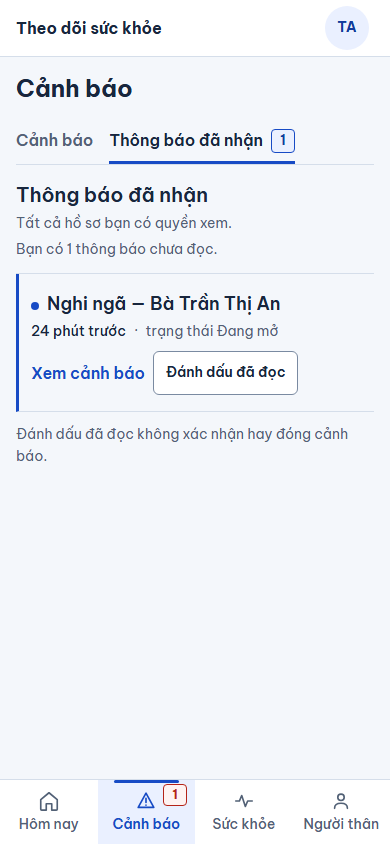 Theo dõi sức khỏe
TA
Cảnh báo
Cảnh báo
Thông báo đã nhận 1
Thông báo đã nhận
Tất cả hồ sơ bạn có quyền xem.
Bạn có 1 thông báo chưa đọc.
Nghi ngã — Bà Trần Thị An
24 phút trước · trạng thái Đang mở
Xem cảnh báo
Đánh dấu đã đọc
Đánh dấu đã đọc không xác nhận hay đóng cảnh
báo.
1
Hôm nay
Cảnh báo
Sức khỏe
Người thân